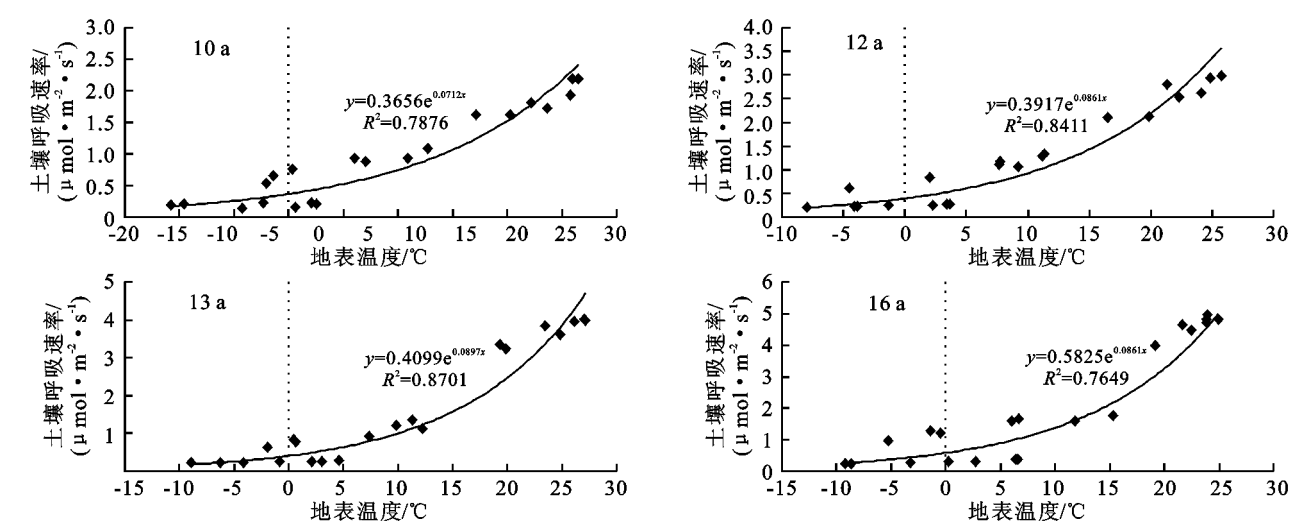 土壤呼吸速率/
(μmol·m⁻²·s⁻¹)
3.0
2.5
2.0
1.5
1.0
0.5
0
10 a
y=0.3656e^0.0712x
R²=0.7876
-20 -15 -10 -5 0 5 10 15 20 25 30
地表温度/℃
土壤呼吸速率/
(μmol·m⁻²·s⁻¹)
4.0
3.5
3.0
2.5
2.0
1.5
1.0
0.5
0
12 a
y=0.3917e^0.0861x
R²=0.8411
-10 -5 0 5 10 15 20 25 30
地表温度/℃
土壤呼吸速率/
(μmol·m⁻²·s⁻¹)
5
4
3
2
1
13 a
y=0.4099e^0.0897x
R²=0.8701
-15 -10 -5 0 5 10 15 20 25 30
地表温度/℃
土壤呼吸速率/
(μmol·m⁻²·s⁻¹)
6
5
4
3
2
1
0
16 a
y=0.5825e^0.0861x
R²=0.7649
-15 -10 -5 0 5 10 15 20 25 30
地表温度/℃